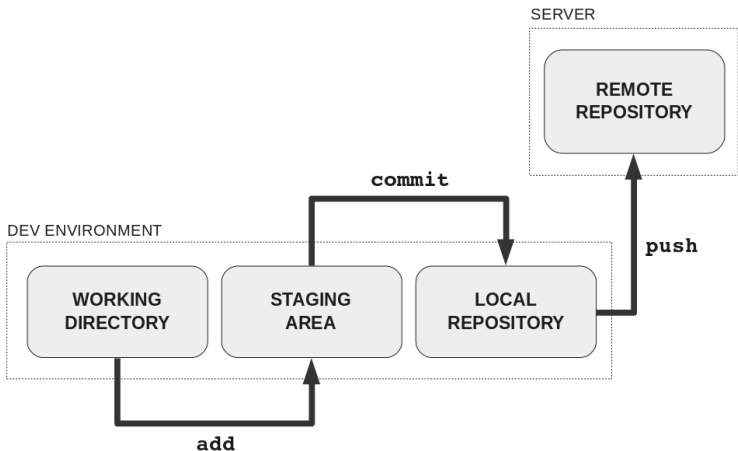 SERVER
REMOTE
REPOSITORY
commit
DEV ENVIRONMENT
push
WORKING
DIRECTORY
STAGING
AREA
LOCAL
REPOSITORY
add